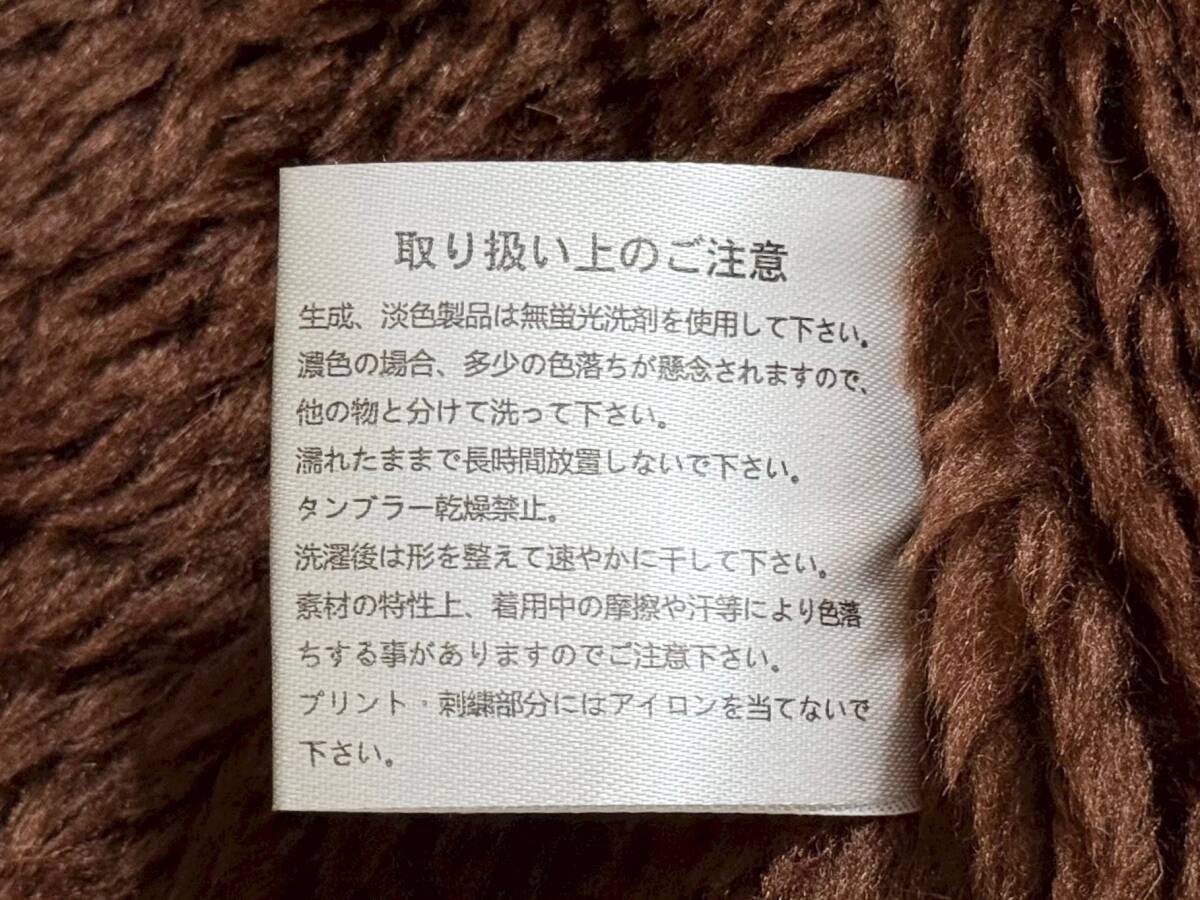 取り扱い上のご注意
生成、淡色製品は無蛍光洗剤を使用して下さい。
濃色の場合、多少の色落ちが懸念されますので、
他の物と分けて洗って下さい。
濡れたままで長時間放置しないで下さい。
タンブラー乾燥禁止。
洗濯後は形を整えて速やかに干して下さい。
素材の特性上、着用中の摩擦や汗等により色落
ちする事がありますのでご注意下さい。
プリント・刺繍部分にはアイロンを当てないで
下さい。